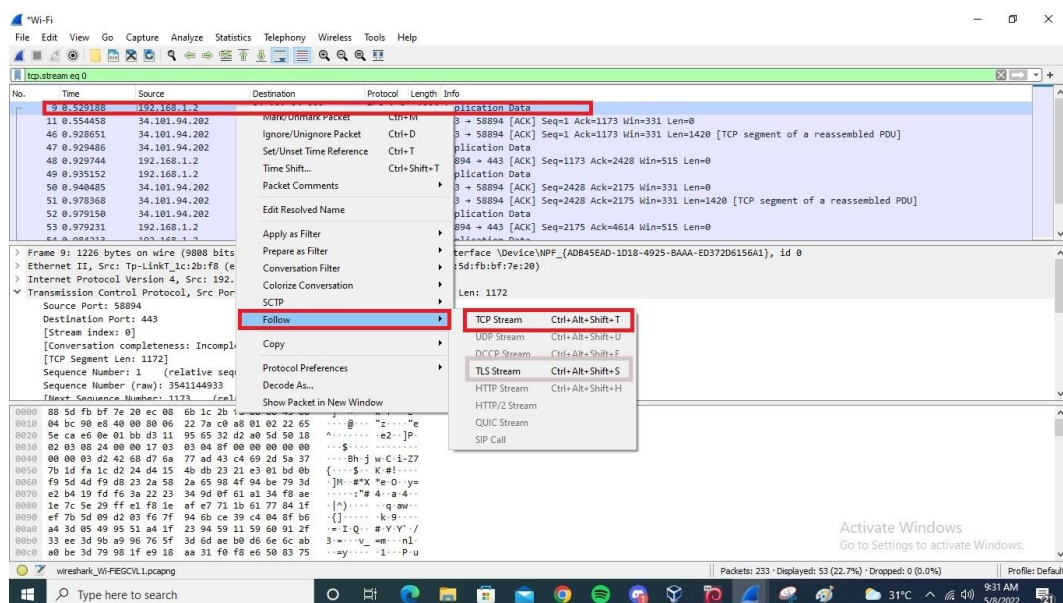 *Wi-Fi
File Edit View Go Capture Analyze Statistics Telephony Wireless Tools Help
tcp.stream eq 0
No. Time Source Destination Protocol Length Info
9 0.529188 192.168.1.2 plication Data
11 0.554458 34.101.94.202 3 → 58894 [ACK] Seq=1 Ack=1173 Win=331 Len=0
46 0.928651 34.101.94.202 3 → 58894 [ACK] Seq=1 Ack=1173 Win=331 Len=1420 [TCP segment of a reassembled PDU]
47 0.929486 34.101.94.202 plication Data
48 0.929744 192.168.1.2 894 → 443 [ACK] Seq=1173 Ack=2428 Win=515 Len=0
49 0.935152 192.168.1.2 plication Data
50 0.940485 34.101.94.202 3 → 58894 [ACK] Seq=2428 Ack=2175 Win=331 Len=0
51 0.978368 34.101.94.202 3 → 58894 [ACK] Seq=2428 Ack=2175 Win=331 Len=1420 [TCP segment of a reassembled PDU]
52 0.979150 34.101.94.202 plication Data
53 0.979231 192.168.1.2 894 → 443 [ACK] Seq=2175 Ack=4614 Win=515 Len=0
54 0.984213 192.168.1.2 plication Data
Mark/Unmark Packet Ctrl+M
Ignore/Unignore Packet Ctrl+D
Set/Unset Time Reference Ctrl+T
Time Shift... Ctrl+Shift+T
Packet Comments
Edit Resolved Name
Apply as Filter
Prepare as Filter
Conversation Filter
Colorize Conversation
SCTP
Follow
Copy
Protocol Preferences
Decode As...
Show Packet in New Window
TCP Stream Ctrl+Alt+Shift+T
UDP Stream Ctrl+Alt+Shift+U
DCCP Stream Ctrl+Alt+Shift+E
TLS Stream Ctrl+Alt+Shift+S
HTTP Stream Ctrl+Alt+Shift+H
HTTP/2 Stream
QUIC Stream
SIP Call
Frame 9: 1226 bytes on wire (9808 bits terface \Device\NPF_{ADB45EAD-1D18-4925-BAAA-ED372D6156A1}, id 0
Ethernet II, Src: Tp-LinkT_1c:2b:f8 (e :5d:fb:bf:7e:20)
Internet Protocol Version 4, Src: 192.
Transmission Control Protocol, Src Por Len: 1172
Source Port: 58894
Destination Port: 443
[Stream index: 0]
[Conversation completeness: Incompl
[TCP Segment Len: 1172]
Sequence Number: 1 (relative seq
Sequence Number (raw): 3541144933
[Next Sequence Number: 1173 (rel
0000 88 5d fb bf 7e 20 ec 08 6b 1c 2b
0010 04 bc 90 e8 40 00 80 06 22 7a c0 a8 01 02 22 65 ····@··· "z····"e
0020 5e ca e6 0e 01 bb d3 11 95 65 32 d2 a0 5d 50 18 ^······· ·e2··]P·
0030 02 03 08 24 00 00 17 03 03 04 8f 00 00 00 00 00 ···$···· ········
0040 00 00 03 d2 42 68 d7 6a 77 ad 43 c4 69 2d 5a 37 ····Bh·j w·C·i-Z7
0050 7b 1d fa 1c d2 24 d4 15 4b db 23 21 e3 01 bd 0b {····$·· K·#!····
0060 f9 5d 4d f9 d8 23 2a 58 2a 65 98 4f 94 be 79 3d ·]M··#*X *e·O··y=
0070 e2 b4 19 fd f6 3a 22 23 34 9d 0f 61 a1 34 f8 ae ·····:"# 4··a·4··
0080 1e 7c 5e 29 ff e1 f8 1e af e7 71 1b 61 77 84 1f ·|^)···· ··q·aw··
0090 ef 7b 5d 09 d2 03 f6 7f 94 6b ce 39 c4 04 8f b6 ·{]····· ·k·9····
00a0 a4 3d 05 49 95 51 a4 1f 23 94 59 11 59 60 91 2f ·=·I·Q·· #·Y·Y`·/
00b0 33 ee 3d 9b a9 96 76 5f 3d 6d ae b0 d6 6e 6c ab 3·=···v_ =m···nl·
00c0 a0 be 3d 79 98 1f e9 18 aa 31 f0 f8 e6 50 83 75 ··=y···· ·1···P·u
Activate Windows
Go to Settings to activate Windows.
wireshark_Wi-FiEGCVL1.pcapng Packets: 233 · Displayed: 53 (22.7%) · Dropped: 0 (0.0%) Profile: Defaul
Type here to search 31°C 9:31 AM
5/8/2022